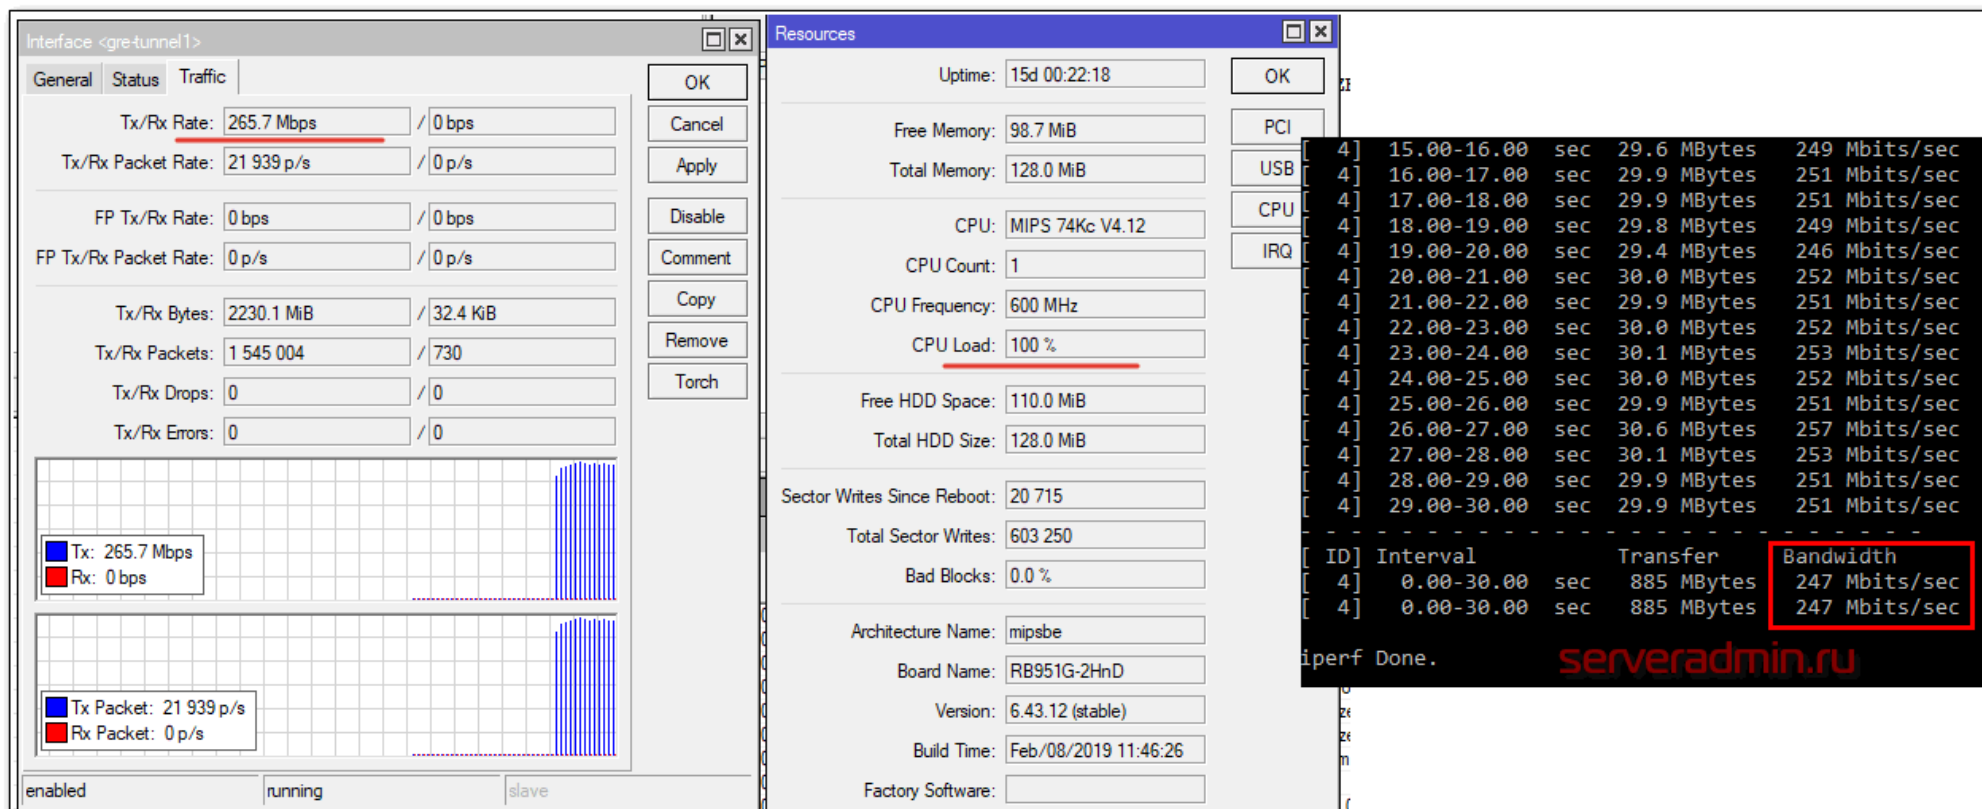 Interface <gre-tunnel1>
General Status Traffic
Tx/Rx Rate: 265.7 Mbps / 0 bps
Tx/Rx Packet Rate: 21 939 p/s / 0 p/s
FP Tx/Rx Rate: 0 bps / 0 bps
FP Tx/Rx Packet Rate: 0 p/s / 0 p/s
Tx/Rx Bytes: 2230.1 MiB / 32.4 KiB
Tx/Rx Packets: 1 545 004 / 730
Tx/Rx Drops: 0 / 0
Tx/Rx Errors: 0 / 0
Tx: 265.7 Mbps
Rx: 0 bps
Tx Packet: 21 939 p/s
Rx Packet: 0 p/s
enabled running slave
OK
Cancel
Apply
Disable
Comment
Copy
Remove
Torch
Resources
Uptime: 15d 00:22:18
Free Memory: 98.7 MiB
Total Memory: 128.0 MiB
CPU: MIPS 74Kc V4.12
CPU Count: 1
CPU Frequency: 600 MHz
CPU Load: 100 %
Free HDD Space: 110.0 MiB
Total HDD Size: 128.0 MiB
Sector Writes Since Reboot: 20 715
Total Sector Writes: 603 250
Bad Blocks: 0.0 %
Architecture Name: mipsbe
Board Name: RB951G-2HnD
Version: 6.43.12 (stable)
Build Time: Feb/08/2019 11:46:26
Factory Software:
OK
PCI
USB
CPU
IRQ
[ 4] 15.00-16.00 sec 29.6 MBytes 249 Mbits/sec
[ 4] 16.00-17.00 sec 29.9 MBytes 251 Mbits/sec
[ 4] 17.00-18.00 sec 29.9 MBytes 251 Mbits/sec
[ 4] 18.00-19.00 sec 29.8 MBytes 249 Mbits/sec
[ 4] 19.00-20.00 sec 29.4 MBytes 246 Mbits/sec
[ 4] 20.00-21.00 sec 30.0 MBytes 252 Mbits/sec
[ 4] 21.00-22.00 sec 29.9 MBytes 251 Mbits/sec
[ 4] 22.00-23.00 sec 30.0 MBytes 252 Mbits/sec
[ 4] 23.00-24.00 sec 30.1 MBytes 253 Mbits/sec
[ 4] 24.00-25.00 sec 30.0 MBytes 252 Mbits/sec
[ 4] 25.00-26.00 sec 29.9 MBytes 251 Mbits/sec
[ 4] 26.00-27.00 sec 30.6 MBytes 257 Mbits/sec
[ 4] 27.00-28.00 sec 30.1 MBytes 253 Mbits/sec
[ 4] 28.00-29.00 sec 29.9 MBytes 251 Mbits/sec
[ 4] 29.00-30.00 sec 29.9 MBytes 251 Mbits/sec
- - - - - - - - - - - - - - - - - - - - - - - - -
[ ID] Interval Transfer Bandwidth
[ 4] 0.00-30.00 sec 885 MBytes 247 Mbits/sec
[ 4] 0.00-30.00 sec 885 MBytes 247 Mbits/sec
iperf Done.
serveradmin.ru